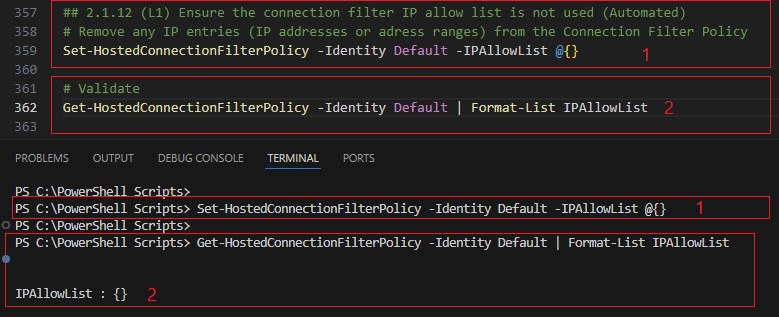 357 ## 2.1.12 (L1) Ensure the connection filter IP allow list is not used (Automated)
358 # Remove any IP entries (IP addresses or adress ranges) from the Connection Filter Policy
359 Set-HostedConnectionFilterPolicy -Identity Default -IPAllowList @{} 1
360
361 # Validate
362 Get-HostedConnectionFilterPolicy -Identity Default | Format-List IPAllowList 2
363
PROBLEMS OUTPUT DEBUG CONSOLE TERMINAL PORTS
PS C:\PowerShell Scripts>
PS C:\PowerShell Scripts> Set-HostedConnectionFilterPolicy -Identity Default -IPAllowList @{} 1
PS C:\PowerShell Scripts>
PS C:\PowerShell Scripts> Get-HostedConnectionFilterPolicy -Identity Default | Format-List IPAllowList
IPAllowList : {} 2